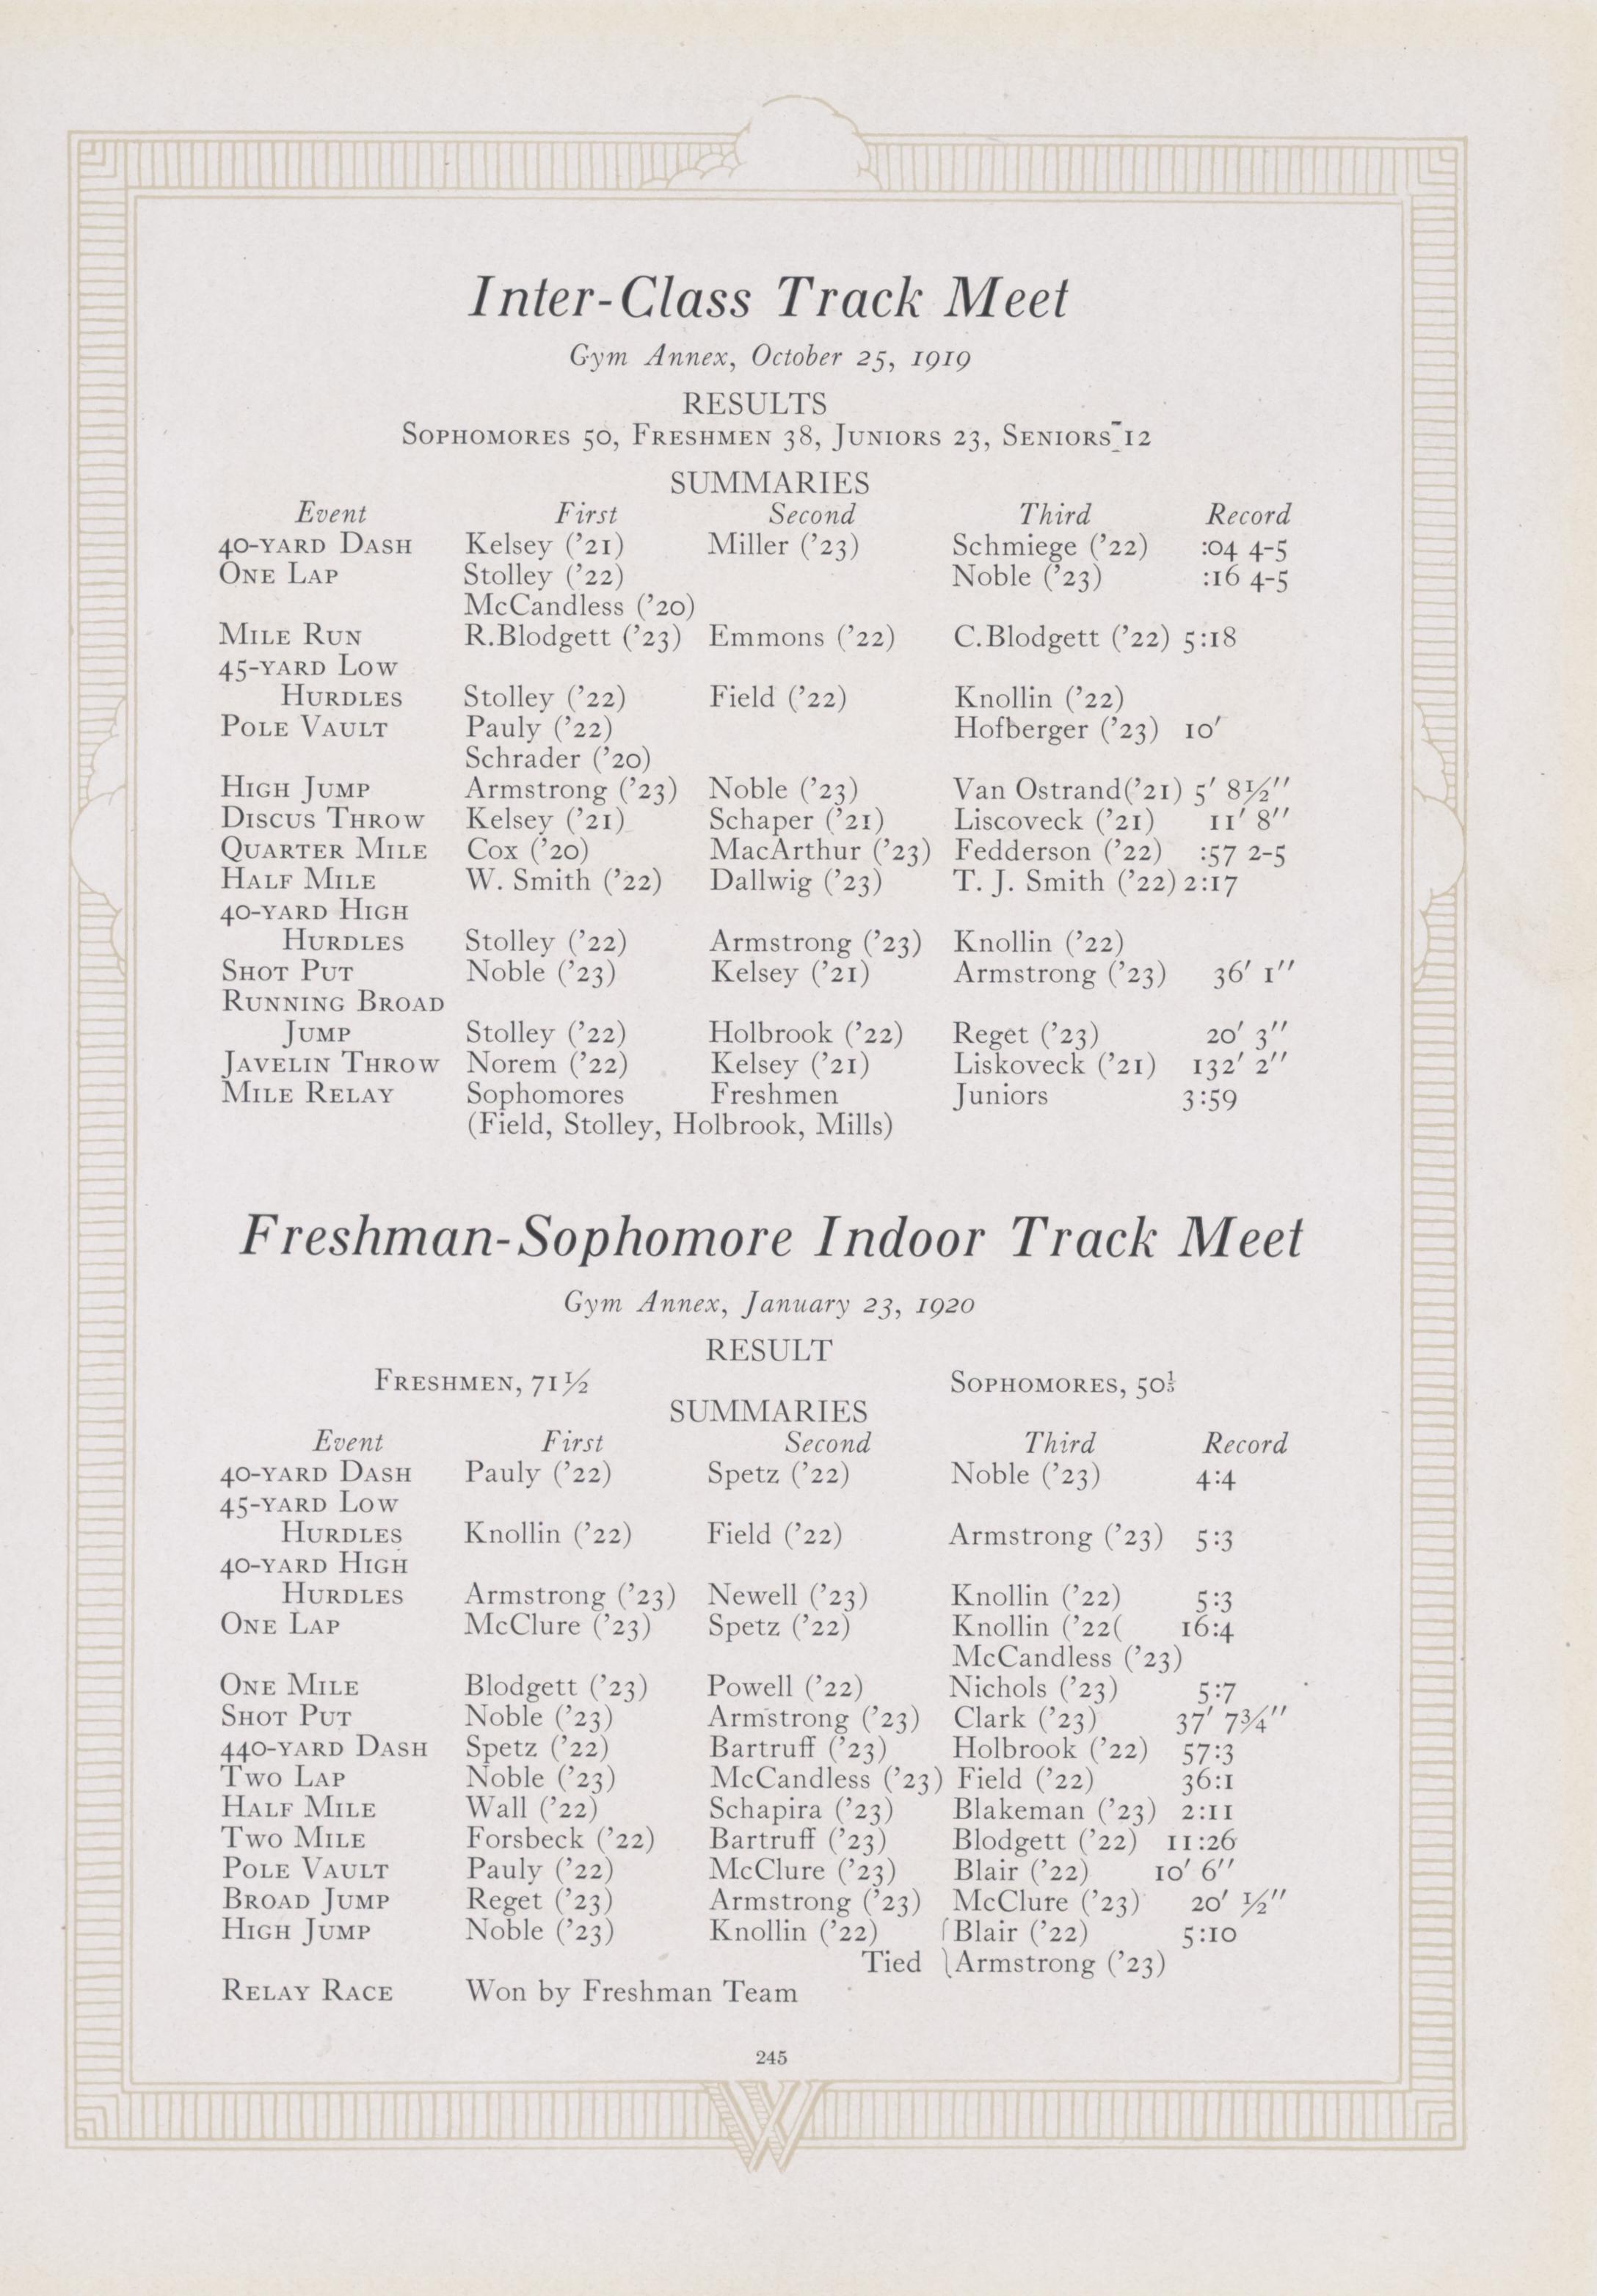 Inter-Class Track Meet
Gym Annex, October 25, 1919
RESULTS
Sophomores 50, Freshmen 38, Juniors 23, Seniors 12
SUMMARIES
Event First Second Third Record
40-yard Dash Kelsey (’21) Miller (’23) Schmiege (’22) :04 4-5
One Lap Stolley (’22) Noble (’23) :16 4-5
McCandless (’20)
Mile Run R.Blodgett (’23) Emmons (’22) C.Blodgett (’22) 5:18
45-yard Low
Hurdles Stolley (’22) Field (’22) Knollin (’22)
Pole Vault Pauly (’22) Hofberger (’23) 10′
Schrader (’20)
High Jump Armstrong (’23) Noble (’23) Van Ostrand(’21) 5′ 8½′′
Discus Throw Kelsey (’21) Schaper (’21) Liscoveck (’21) 11′ 8′′
Quarter Mile Cox (’20) MacArthur (’23) Fedderson (’22) :57 2-5
Half Mile W. Smith (’22) Dallwig (’23) T. J. Smith (’22) 2:17
40-yard High
Hurdles Stolley (’22) Armstrong (’23) Knollin (’22)
Shot Put Noble (’23) Kelsey (’21) Armstrong (’23) 36′ 1′′
Running Broad
Jump Stolley (’22) Holbrook (’22) Reget (’23) 20′ 3′′
Javelin Throw Norem (’22) Kelsey (’21) Liskoveck (’21) 132′ 2′′
Mile Relay Sophomores Freshmen Juniors 3:59
(Field, Stolley, Holbrook, Mills)
Freshman-Sophomore Indoor Track Meet
Gym Annex, January 23, 1920
RESULT
Freshmen, 71½ Sophomores, 50
SUMMARIES
Event First Second Third Record
40-yard Dash Pauly (’22) Spetz (’22) Noble (’23) 4:4
45-yard Low
Hurdles Knollin (’22) Field (’22) Armstrong (’23) 5:3
40-yard High
Hurdles Armstrong (’23) Newell (’23) Knollin (’22) 5:3
One Lap McClure (’23) Spetz (’22) Knollin (’22( 16:4
McCandless (’23)
One Mile Blodgett (’23) Powell (’22) Nichols (’23) 5:7
Shot Put Noble (’23) Armstrong (’23) Clark (’23) 37′ 7¾′′
440-yard Dash Spetz (’22) Bartruff (’23) Holbrook (’22) 57:3
Two Lap Noble (’23) McCandless (’23) Field (’22) 36:1
Half Mile Wall (’22) Schapira (’23) Blakeman (’23) 2:11
Two Mile Forsbeck (’22) Bartruff (’23) Blodgett (’22) 11:26
Pole Vault Pauly (’22) McClure (’23) Blair (’22) 10′ 6′′
Broad Jump Reget (’23) Armstrong (’23) McClure (’23) 20′ ½′′
High Jump Noble (’23) Knollin (’22) Blair (’22) 5:10
Tied Armstrong (’23)
Relay Race Won by Freshman Team
245
W